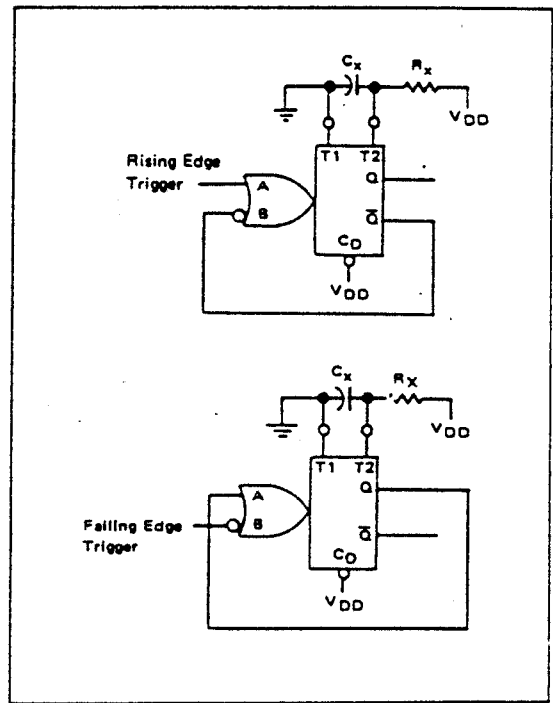 Cx Rx
VDD
T1 T2
Rising Edge
Trigger
A
Q
B
Q̅
CD
VDD
Cx RX
VDD
T1 T2
A
Q
Falling Edge
Trigger
B
Q̅
CD
VDD